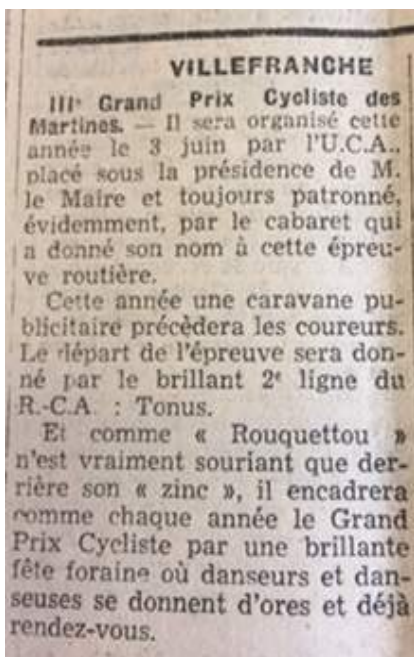 VILLEFRANCHE
IIIe Grand Prix Cycliste des
Martines. — Il sera organisé cette
année le 3 juin par l'U.C.A.,
placé sous la présidence de M.
le Maire et toujours patronné,
évidemment, par le cabaret qui
a donné son nom à cette épreu-
ve routière.
Cette année une caravane pu-
blicitaire précèdera les coureurs.
Le départ de l'épreuve sera don-
né par le brillant 2e ligne du
R.-C.A. : Tonus.
Et comme « Rouquettou »
n'est vraiment souriant que der-
rière son « zinc », il encadrera
comme chaque année le Grand
Prix Cycliste par une brillante
fête foraine où danseurs et dan-
seuses se donnent d'ores et déjà
rendez-vous.